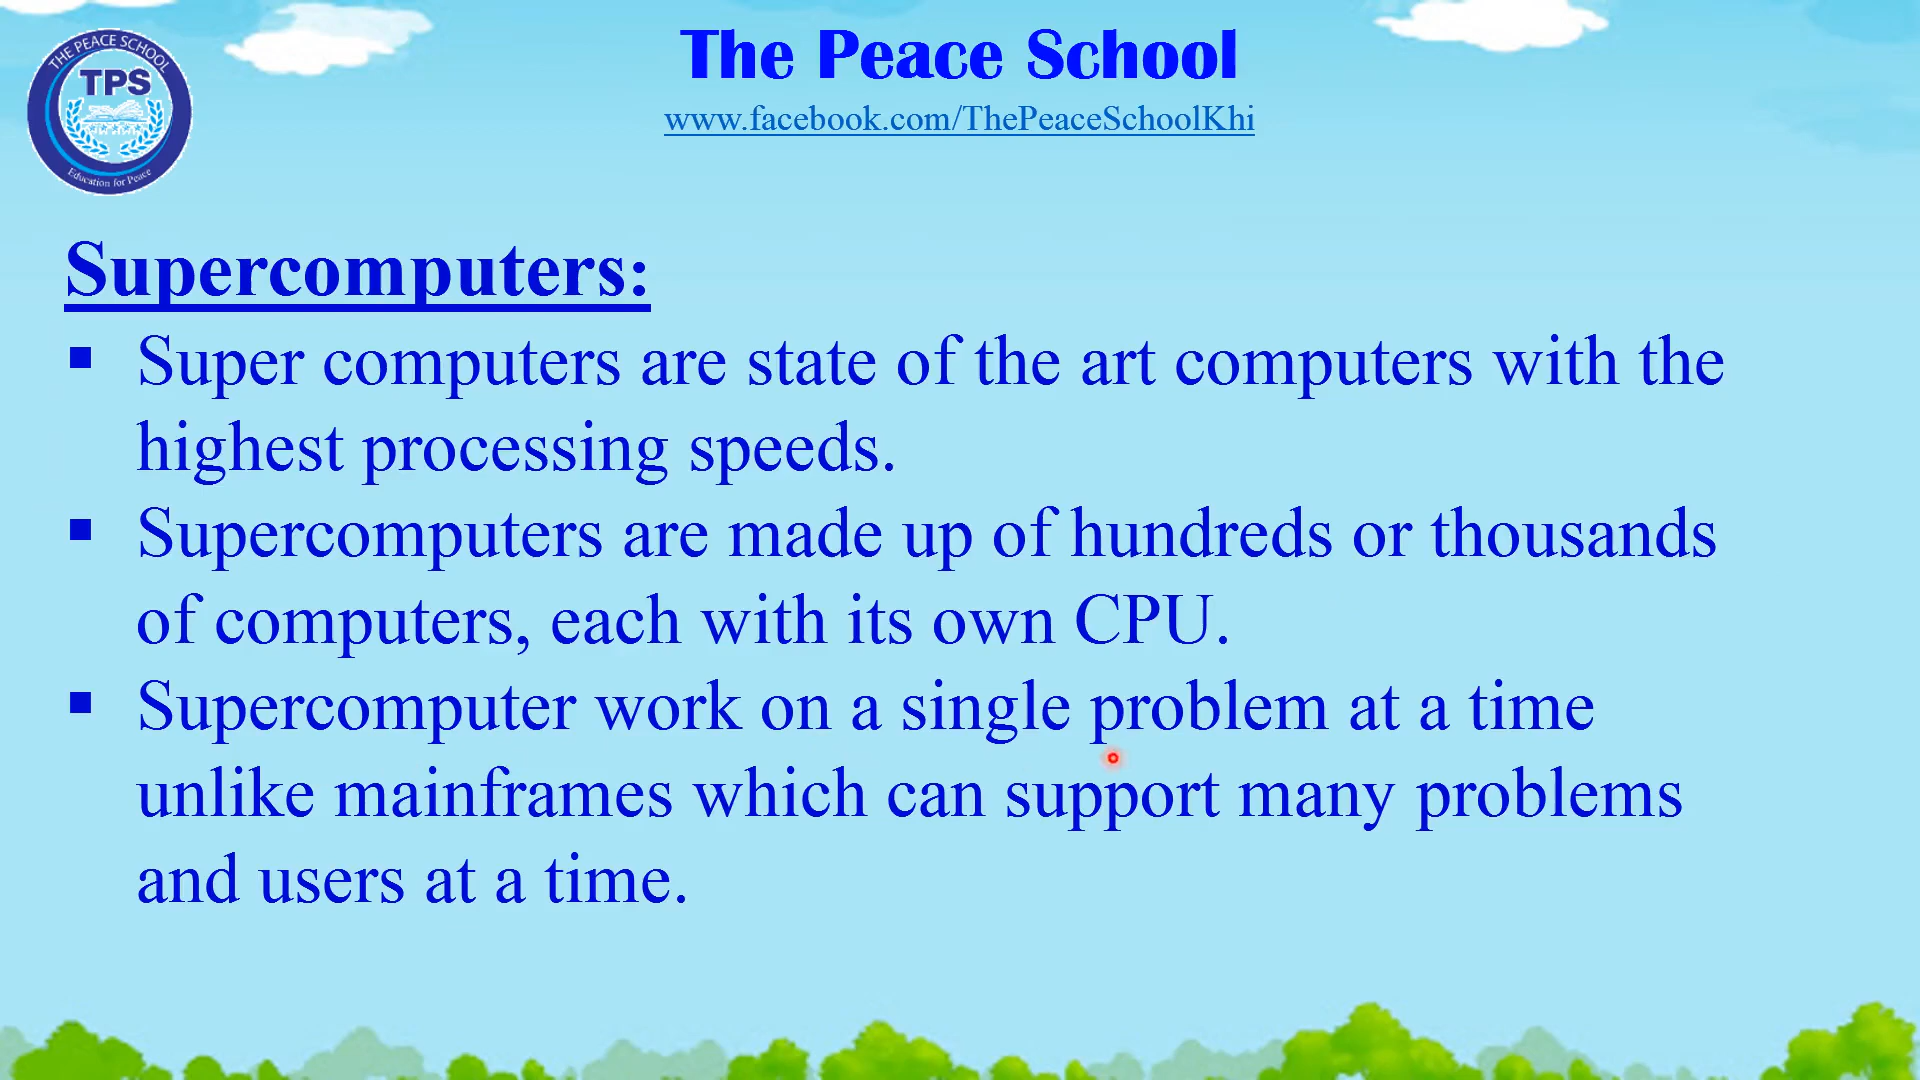 THE PEACE SCHOOL
TPS
Education for Peace
The Peace School
www.facebook.com/ThePeaceSchoolKhi
Supercomputers:
▪ Super computers are state of the art computers with the
highest processing speeds.
▪ Supercomputers are made up of hundreds or thousands
of computers, each with its own CPU.
▪ Supercomputer work on a single problem at a time
unlike mainframes which can support many problems
and users at a time.